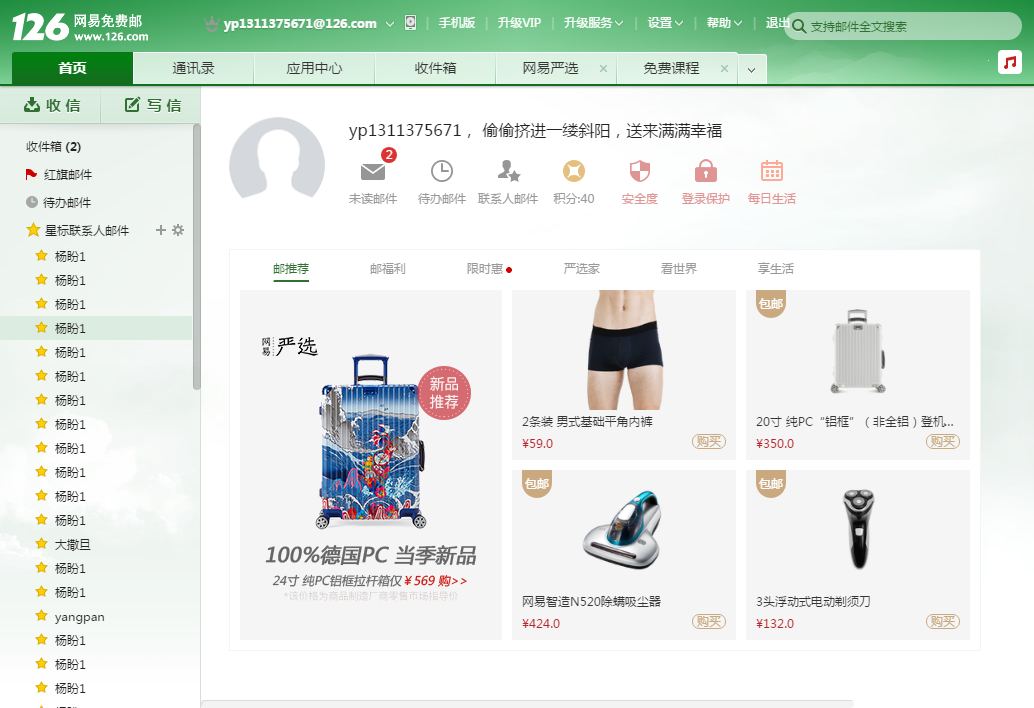 126 网易免费邮
www.126.com
yp1311375671@126.com
手机版
升级VIP
升级服务
设置
帮助
退出
支持邮件全文搜索
首页
通讯录
应用中心
收件箱
网易严选
免费课程
收信
写信
收件箱 (2)
红旗邮件
待办邮件
星标联系人邮件
杨盼1
杨盼1
杨盼1
杨盼1
杨盼1
杨盼1
杨盼1
杨盼1
杨盼1
杨盼1
杨盼1
杨盼1
大撒旦
杨盼1
杨盼1
yangpan
杨盼1
杨盼1
杨盼1
yp1311375671 ， 偷偷挤进一缕斜阳，送来满满幸福
2
未读邮件
待办邮件
联系人邮件
积分:40
安全度
登录保护
每日生活
邮推荐
邮福利
限时惠
严选家
看世界
享生活
网易严选
新品
推荐
100%德国PC 当季新品
24寸 纯PC铝框拉杆箱仅 ¥ 569 购>>
*该价格为商品制造厂商零售市场指导价
2条装 男式基础平角内裤
¥59.0
购买
包邮
20寸 纯PC“铝框”（非全铝）登机...
¥350.0
购买
包邮
网易智造N520除螨吸尘器
¥424.0
购买
包邮
3头浮动式电动剃须刀
¥132.0
购买